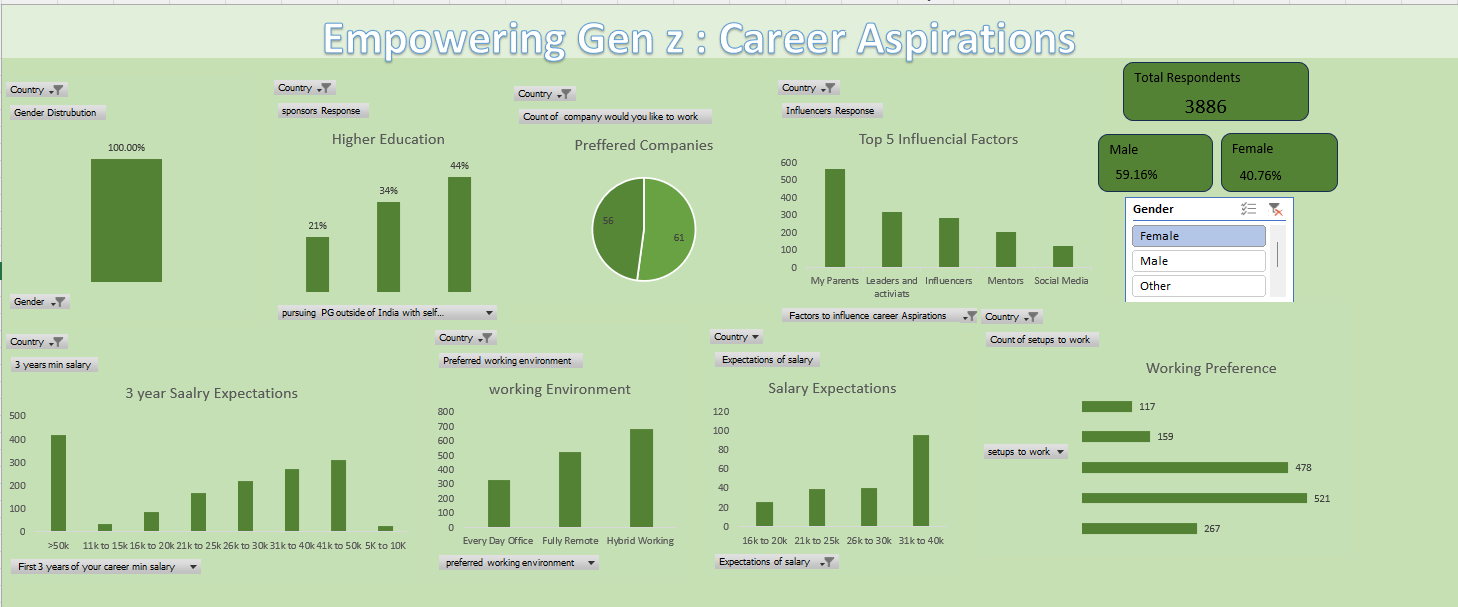 Empowering Gen z : Career Aspirations
Total Respondents
3886
Male
59.16%
Female
40.76%
Gender
Female
Male
Other
Country
Gender Distrubution
100.00%
Gender
Country
sponsors Response
Higher Education
21%
34%
44%
pursuing PG outside of India with self...
Country
Count of company would you like to work
Preffered Companies
56
61
Country
Influencers Response
Top 5 Influencial Factors
600
500
400
300
200
100
0
My Parents
Leaders and
activiats
Influencers
Mentors
Social Media
Factors to influence career Aspirations
Country
3 years min salary
3 year Saalry Expectations
500
400
300
200
100
0
>50k
11k to 15k
16k to 20k
21k to 25k
26k to 30k
31k to 40k
41k to 50k
5K to 10K
First 3 years of your career min salary
Country
Preferred working environment
working Environment
800
700
600
500
400
300
200
100
0
Every Day Office
Fully Remote
Hybrid Working
preferred working environment
Country
Expectations of salary
Salary Expectations
120
100
80
60
40
20
0
16k to 20k
21k to 25k
26k to 30k
31k to 40k
Expectations of salary
Country
Count of setups to work
Working Preference
117
159
478
521
267
setups to work